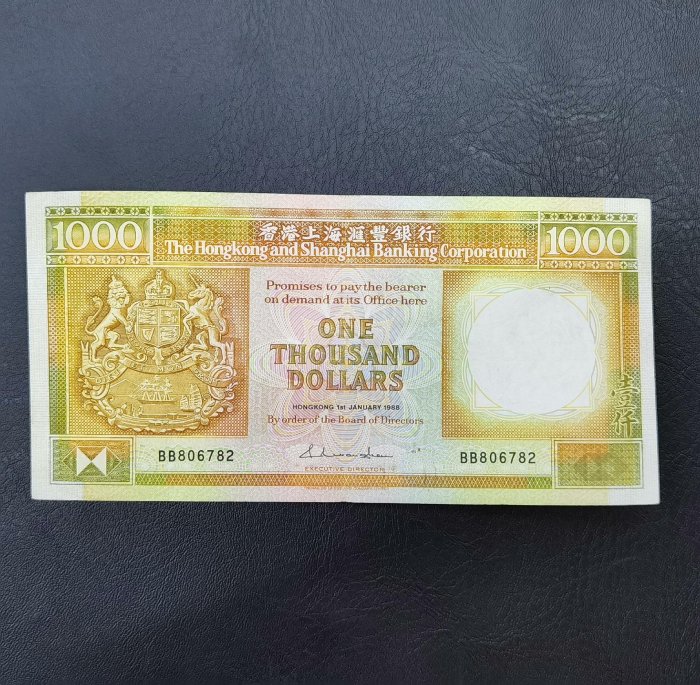 1000
香港上海滙豐銀行
1000
The Hongkong and Shanghai Banking Corporation
Promises to pay the bearer
on demand at its Office here
ONE
THOUSAND
DOLLARS
HONGKONG 1st JANUARY 1988
By order of the Board of Directors
壹仟
BB806782
BB806782
EXECUTIVE DIRECTOR